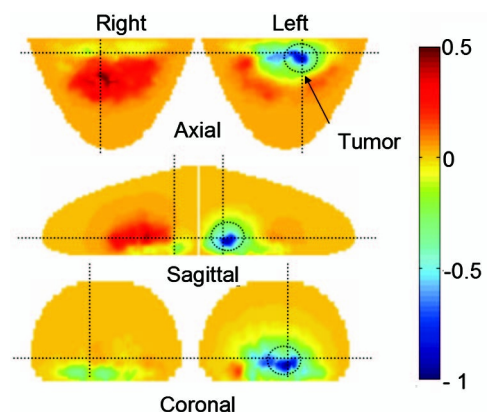 Right
Left
0.5
Axial
Tumor
0
Sagittal
-0.5
Coronal
- 1